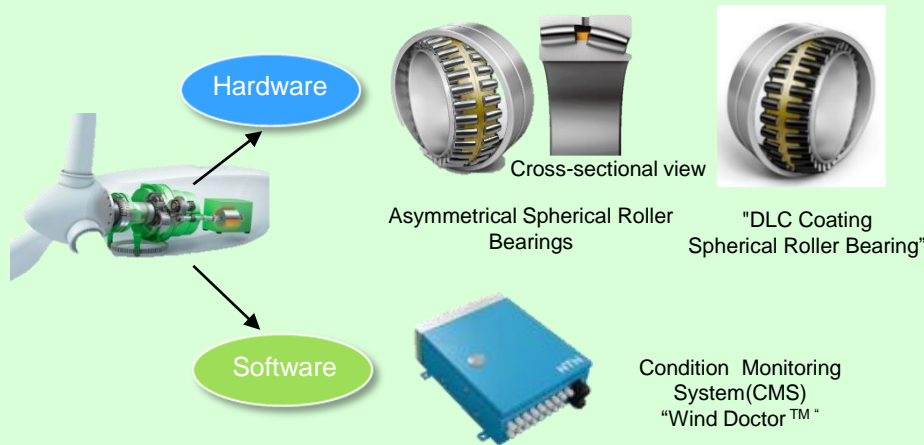 Hardware
Cross-sectional view
Asymmetrical Spherical Roller
Bearings
"DLC Coating
Spherical Roller Bearing”
Software
NTN
Condition Monitoring
System(CMS)
“Wind Doctor™“